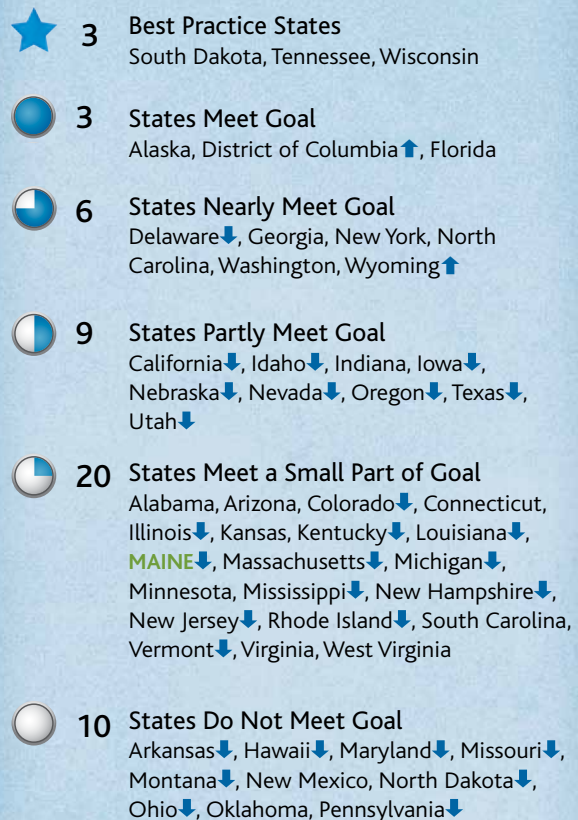 3 Best Practice States
South Dakota, Tennessee, Wisconsin
3 States Meet Goal
Alaska, District of Columbia⬆, Florida
6 States Nearly Meet Goal
Delaware⬇, Georgia, New York, North
Carolina, Washington, Wyoming⬆
9 States Partly Meet Goal
California⬇, Idaho⬇, Indiana, Iowa⬇,
Nebraska⬇, Nevada⬇, Oregon⬇, Texas⬇,
Utah⬇
20 States Meet a Small Part of Goal
Alabama, Arizona, Colorado⬇, Connecticut,
Illinois⬇, Kansas, Kentucky⬇, Louisiana⬇,
MAINE⬇, Massachusetts⬇, Michigan⬇,
Minnesota, Mississippi⬇, New Hampshire⬇,
New Jersey⬇, Rhode Island⬇, South Carolina,
Vermont⬇, Virginia, West Virginia
10 States Do Not Meet Goal
Arkansas⬇, Hawaii⬇, Maryland⬇, Missouri⬇,
Montana⬇, New Mexico, North Dakota⬇,
Ohio⬇, Oklahoma, Pennsylvania⬇